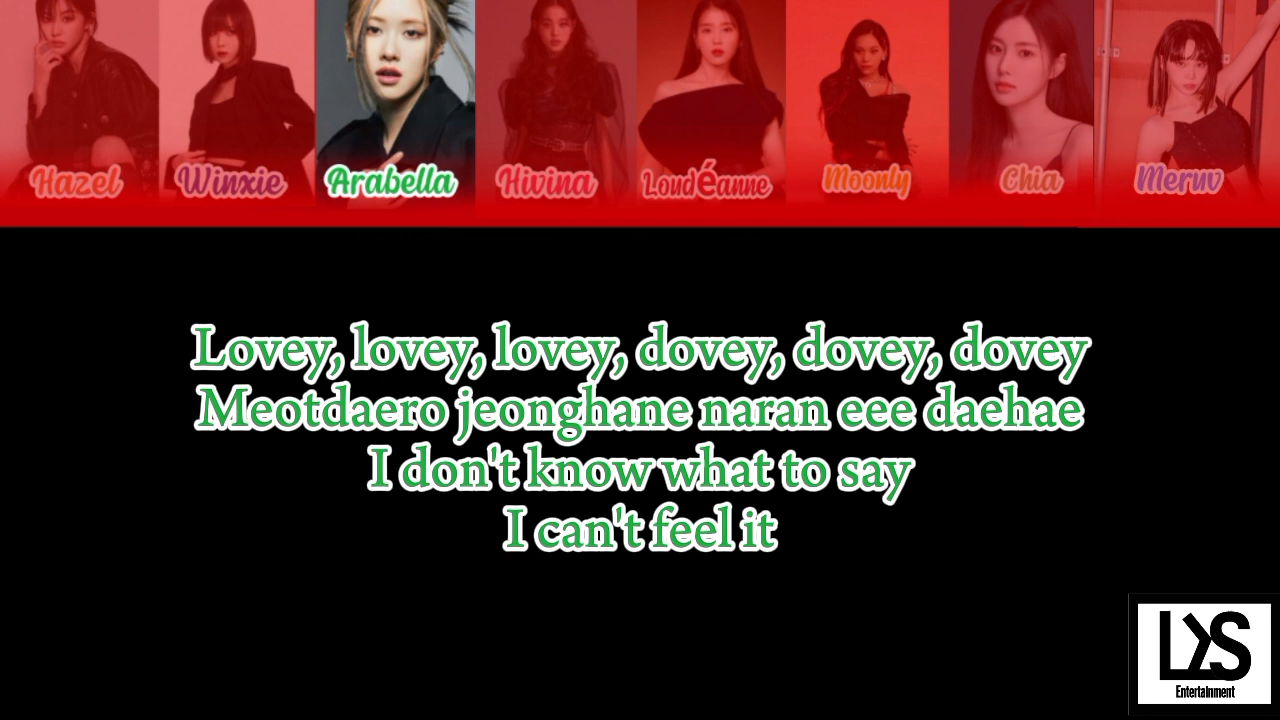 Hazel Winxie Arabella Hivina Loudéanne Moonly Chia Meruv
Lovey, lovey, lovey, dovey, dovey, dovey
Meotdaero jeonghane naran eee daehae
I don't know what to say
I can't feel it
LXS
Entertainment